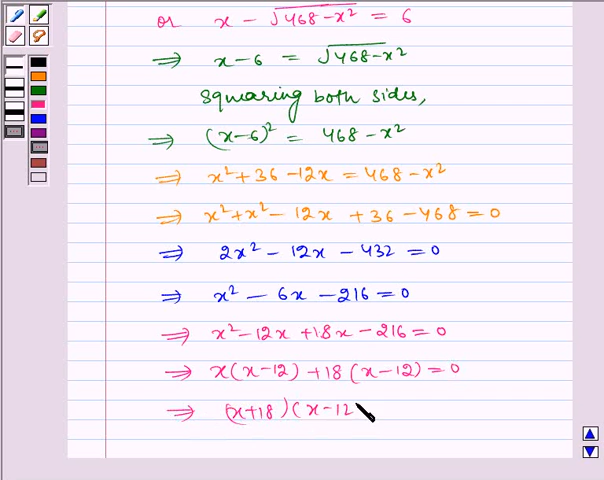 or x - √468-x² = 6
⇒ x-6 = √468-x²
Squaring both sides,
⇒ (x-6)² = 468-x²
⇒ x²+36-12x = 468-x²
⇒ x²+x²-12x +36-468 = 0
⇒ 2x²-12x-432 = 0
⇒ x²-6x-216 = 0
⇒ x²-12x+18x-216 = 0
⇒ x(x-12)+18(x-12) = 0
⇒ (x+18)(x-12